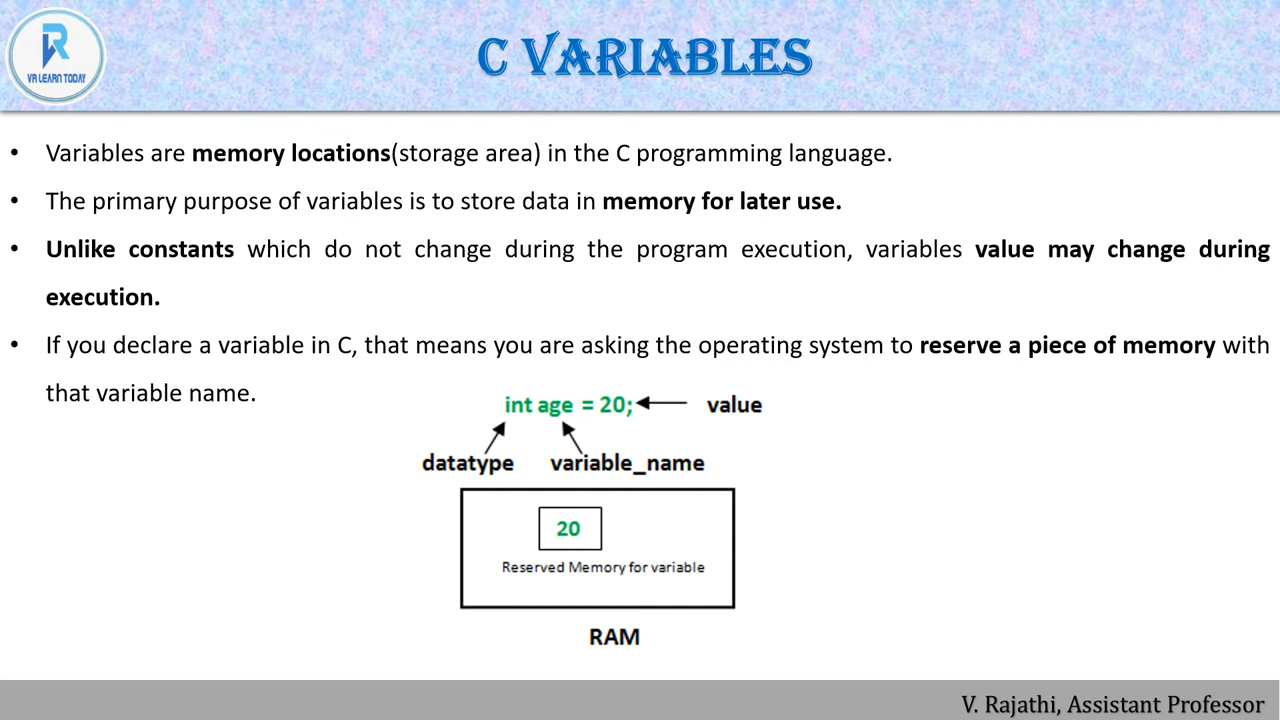 VR LEARN TODAY
C VARIABLES
• Variables are memory locations(storage area) in the C programming language.
• The primary purpose of variables is to store data in memory for later use.
• Unlike constants which do not change during the program execution, variables value may change during
execution.
• If you declare a variable in C, that means you are asking the operating system to reserve a piece of memory with
that variable name.
int age = 20; value
datatype variable_name
20
Reserved Memory for variable
RAM
V. Rajathi, Assistant Professor